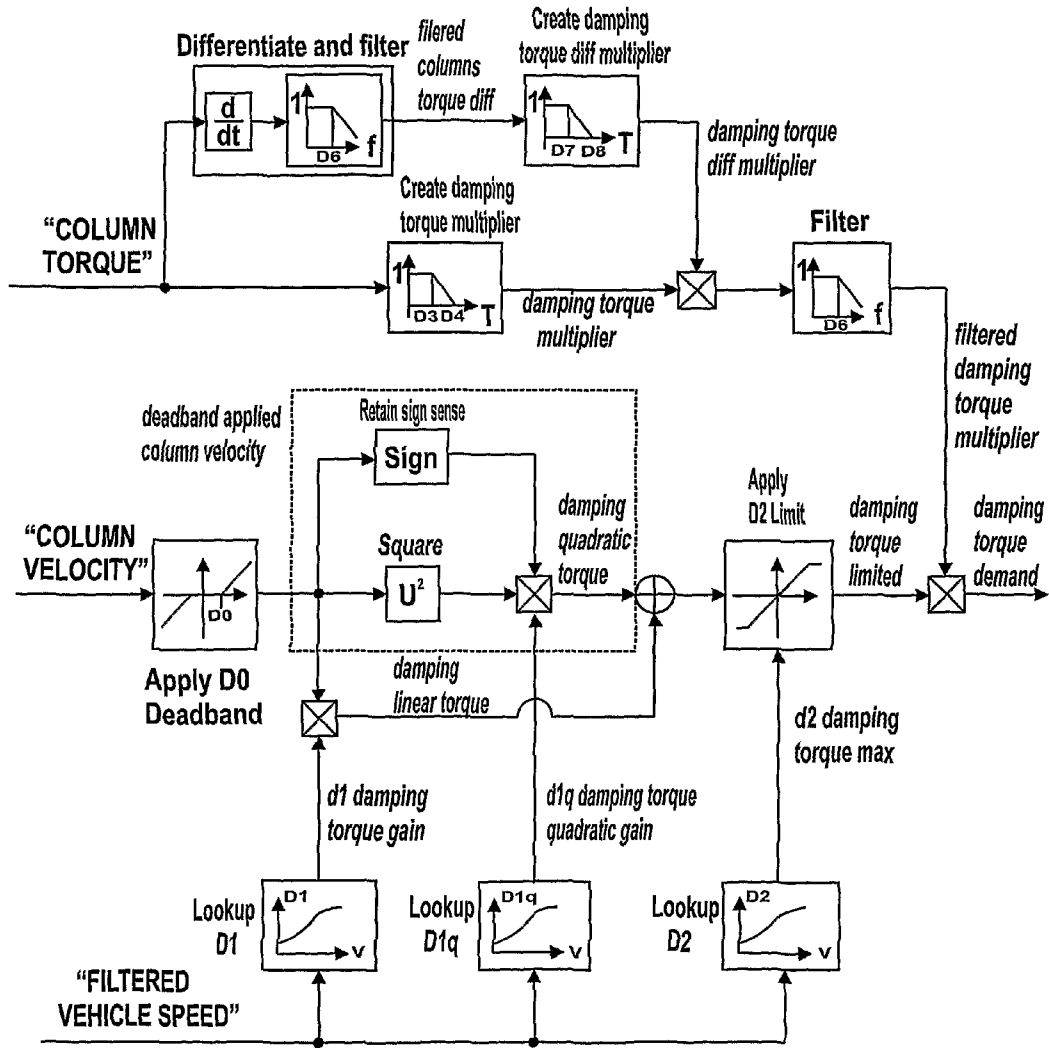 Differentiate and filter
d
dt
1
D6 f
filered
columns
torque diff
Create damping
torque diff multiplier
1
D7 D8 T
damping torque
diff multiplier
Create damping
torque multiplier
"COLUMN
TORQUE"
1
D3 D4 T
damping torque
multiplier
Filter
1
D6 f
filtered
damping
torque
multiplier
deadband applied
column velocity
Retain sign sense
Sign
"COLUMN
VELOCITY"
D0
Apply D0
Deadband
Square
U²
damping
quadratic
torque
Apply
D2 Limit
damping
torque
limited
damping
torque
demand
damping
linear torque
d1 damping
torque gain
d1q damping torque
quadratic gain
d2 damping
torque max
Lookup
D1
D1
v
Lookup
D1q
D1q
v
Lookup
D2
D2
v
"FILTERED
VEHICLE SPEED"